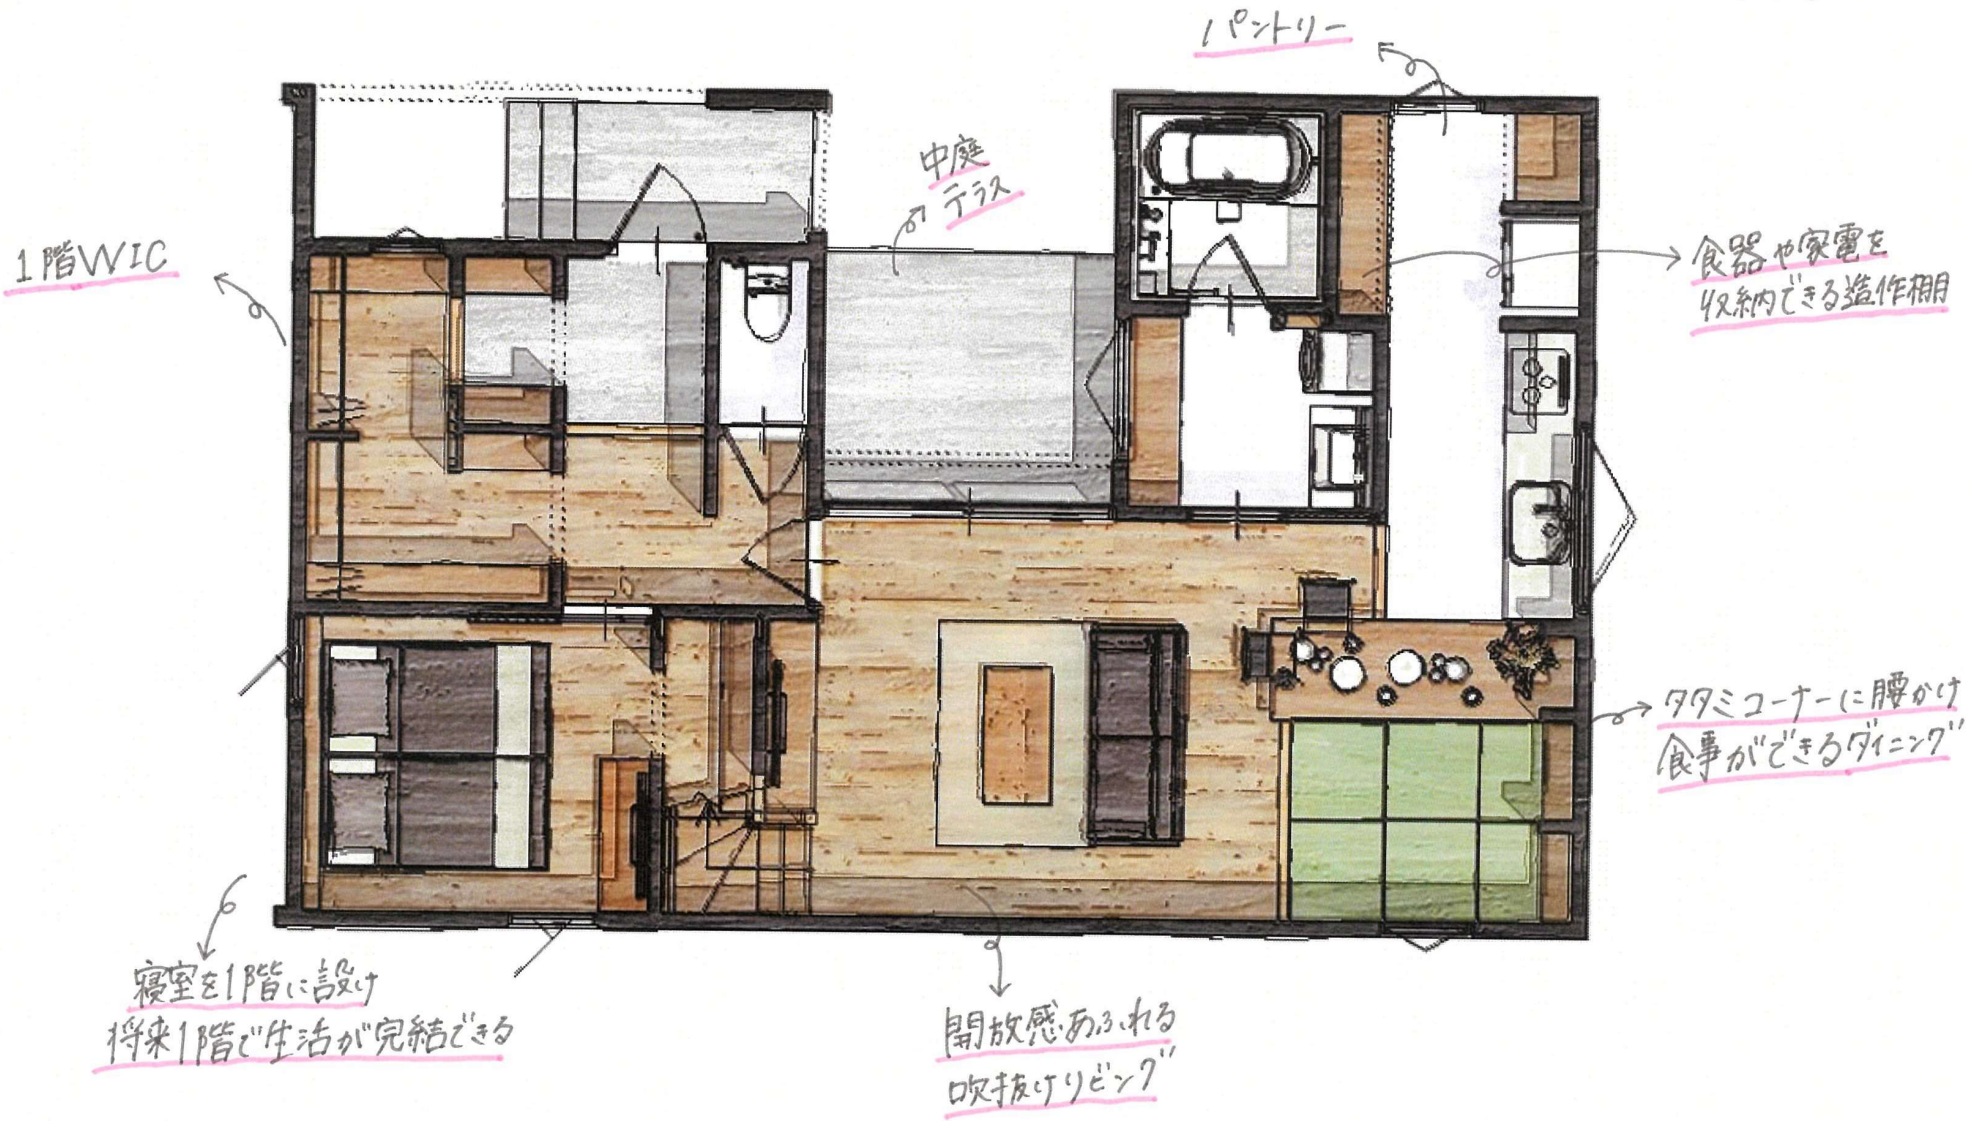 パントリー
中庭
テラス
1階WIC
食器や家電を
収納できる造作棚
タタミコーナーに腰かけ
食事ができるダイニング
寝室を1階に設け
将来1階で生活が完結できる
開放感あふれる
吹抜けリビング